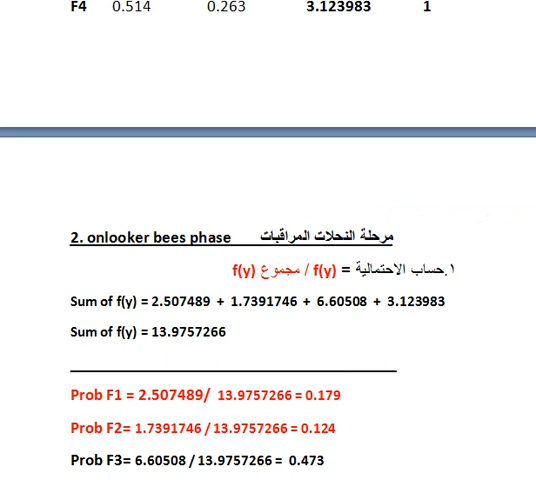 F4 0.514 0.263 3.123983 1
2. onlooker bees phase مرحلة النحلات المراقبات
١.حساب الاحتمالية = f(y) / مجموع f(y)
Sum of f(y) = 2.507489 + 1.7391746 + 6.60508 + 3.123983
Sum of f(y) = 13.9757266
Prob F1 = 2.507489/ 13.9757266 = 0.179
Prob F2= 1.7391746 / 13.9757266 = 0.124
Prob F3= 6.60508 / 13.9757266 = 0.473